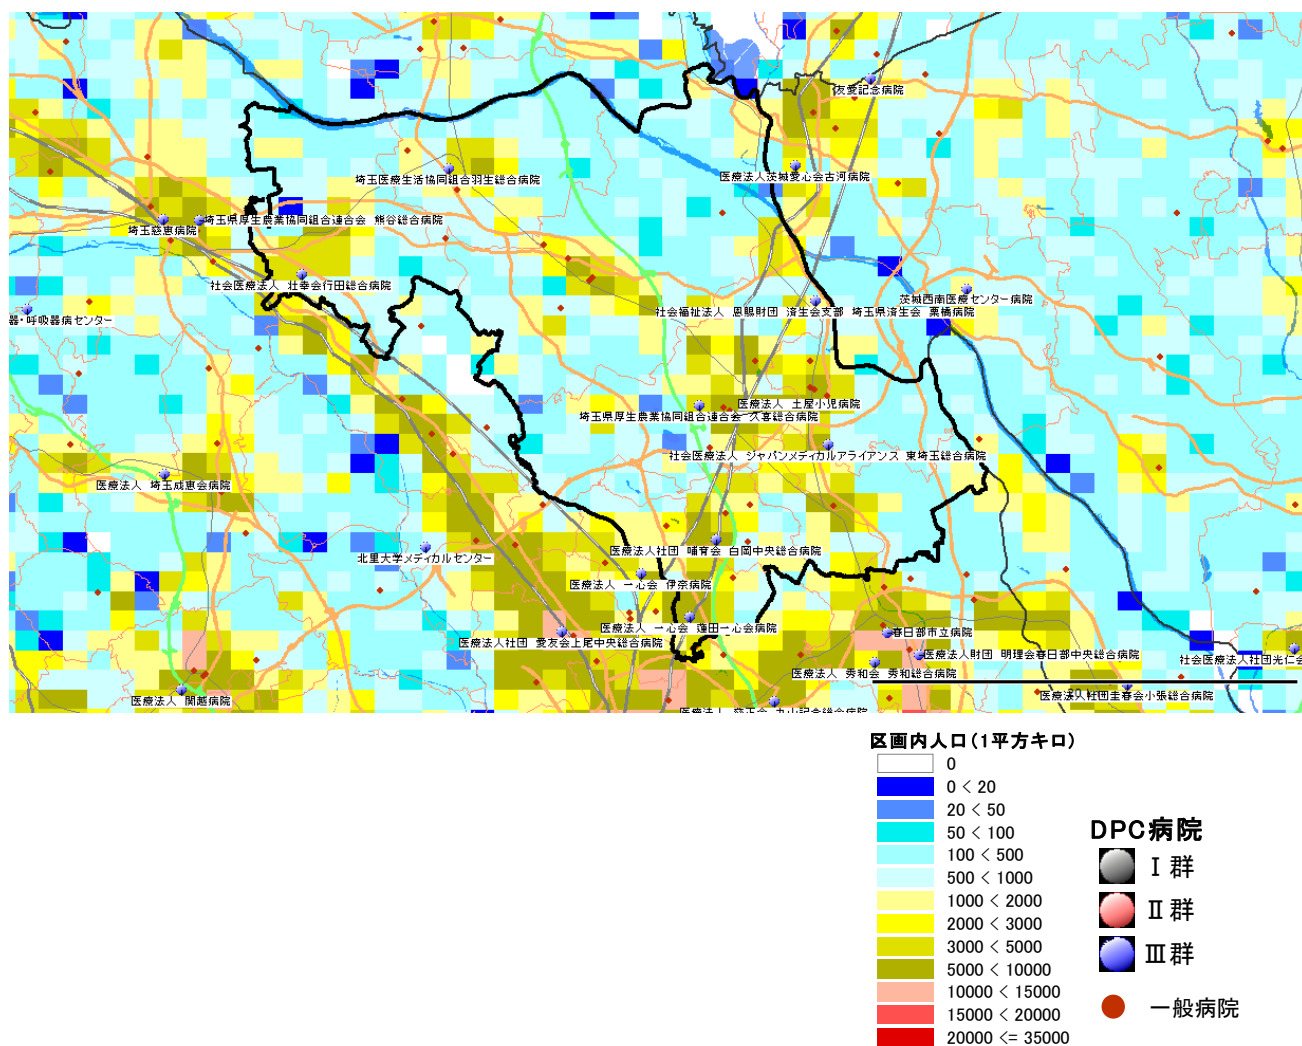 友愛記念病院
医療法人茨城愛心会古河病院
埼玉医療生活協同組合羽生総合病院
埼玉県厚生農業協同組合連合会 熊谷総合病院
埼玉慈恵病院
社会医療法人 壮幸会行田総合病院
茨城西南医療センター病院
社会福祉法人 恩賜財団 済生会支部 埼玉県済生会 栗橋病院
器・呼吸器病センター
医療法人 土屋小児病院
埼玉県厚生農業協同組合連合会 久喜総合病院
社会医療法人 ジャパンメディカルアライアンス 東埼玉総合病院
医療法人 埼玉成恵会病院
医療法人社団 哺育会 白岡中央総合病院
北里大学メディカルセンター
医療法人 一心会 伊奈病院
医療法人 一心会 蓮田一心会病院
春日部市立病院
医療法人社団 愛友会上尾中央総合病院
医療法人財団 明理会春日部中央総合病院
社会医療法人社団光仁会
医療法人 秀和会 秀和総合病院
医療法人社団圭春会小張総合病院
医療法人 関越病院
医療法人 慈正会 丸山記念総合病院
区画内人口(1平方キロ)
0
0 < 20
20 < 50
50 < 100
100 < 500
500 < 1000
1000 < 2000
2000 < 3000
3000 < 5000
5000 < 10000
10000 < 15000
15000 < 20000
20000 <= 35000
DPC病院
Ⅰ群
Ⅱ群
Ⅲ群
一般病院